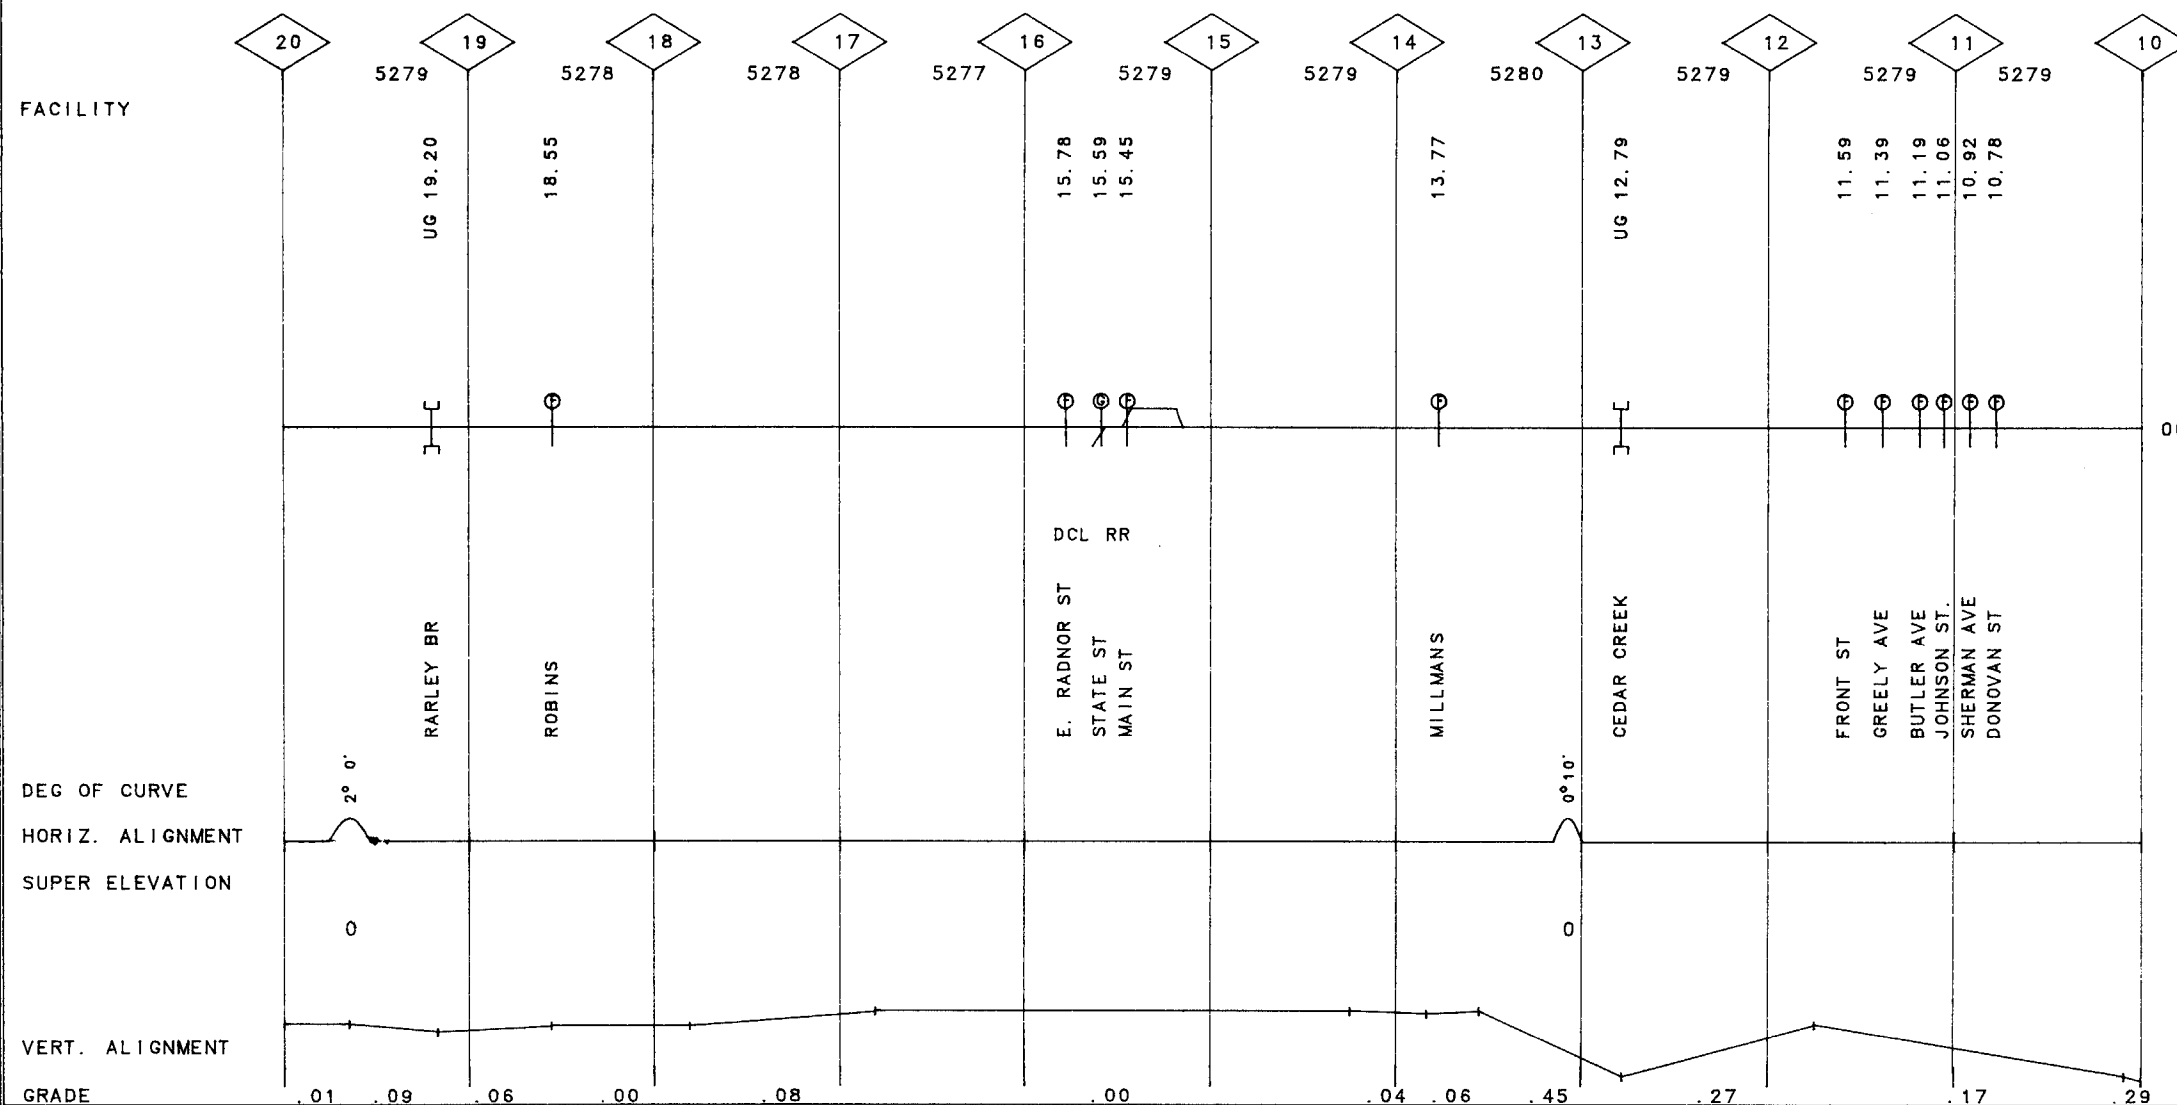 20 19 18 17 16 15 14 13 12 11 10
5279 5278 5278 5277 5279 5279 5280 5279 5279 5279
FACILITY
UG 19.20
18.55
15.78
15.59
15.45
13.77
UG 12.79
11.59
11.39
11.19
11.06
10.92
10.78
F F G F F F F F F F F
DCL RR
RARLEY BR
ROBINS
E. RADNOR ST
STATE ST
MAIN ST
MILLMANS
CEDAR CREEK
FRONT ST
GREELY AVE
BUTLER AVE
JOHNSON ST.
SHERMAN AVE
DONOVAN ST
DEG OF CURVE 2° 0' 0°10'
HORIZ. ALIGNMENT
SUPER ELEVATION
0 0
VERT. ALIGNMENT
GRADE .01 .09 .06 .00 .08 .00 .04 .06 .45 .27 .17 .29